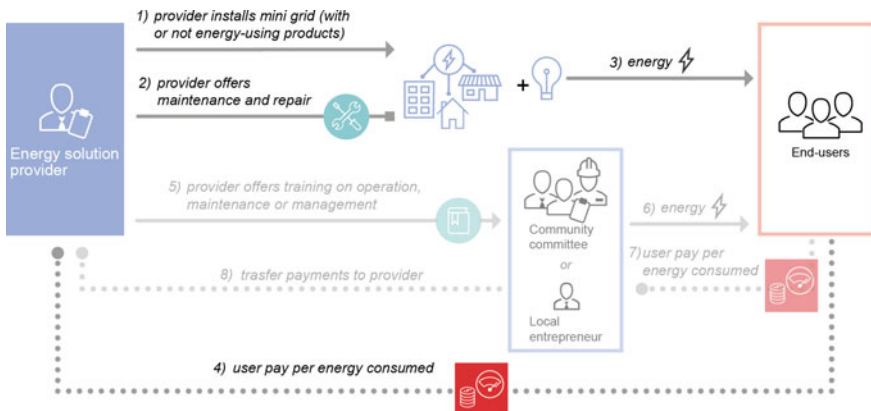 1) provider installs mini grid (with
or not energy-using products)
2) provider offers
maintenance and repair
3) energy
+
Energy solution
provider
End-users
5) provider offers training on operation,
maintenance or management
6) energy
Community
committee
or
Local
entrepreneur
7) user pay per
energy consumed
8) trasfer payments to provider
4) user pay per energy consumed